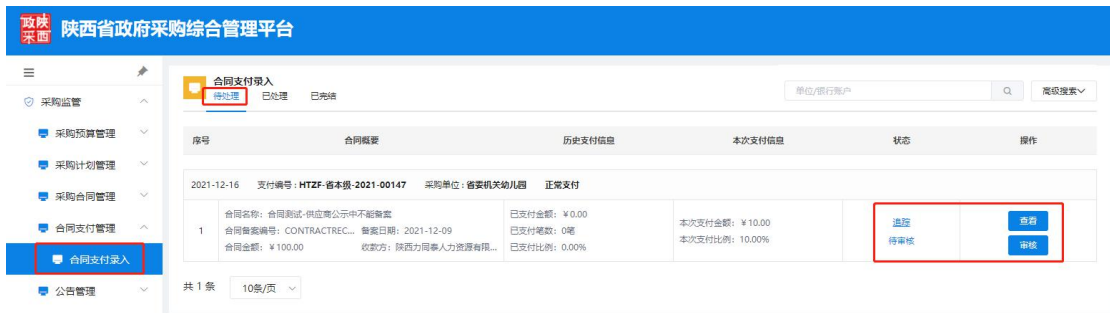 政陕采西 陕西省政府采购综合管理平台
采购监管
采购预算管理
采购计划管理
采购合同管理
合同支付管理
合同支付录入
公告管理
合同支付录入
待处理 已处理 已完结
单位/银行账户
高级搜索
序号 合同概要 历史支付信息 本次支付信息 状态 操作
2021-12-16 支付编号：HTZF-省本级-2021-00147 采购单位：省委机关幼儿园 正常支付
1
合同名称：合同测试-供应商公示中不能备案
合同备案编号：CONTRACTREC... 备案日期：2021-12-09
合同金额：￥100.00 收款方：陕西力同泰人力资源有限...
已支付金额：￥0.00
已支付笔数：0笔
已支付比例：0.00%
本次支付金额：￥10.00
本次支付比例：10.00%
追踪
待审核
查看
审核
共 1 条 10条/页